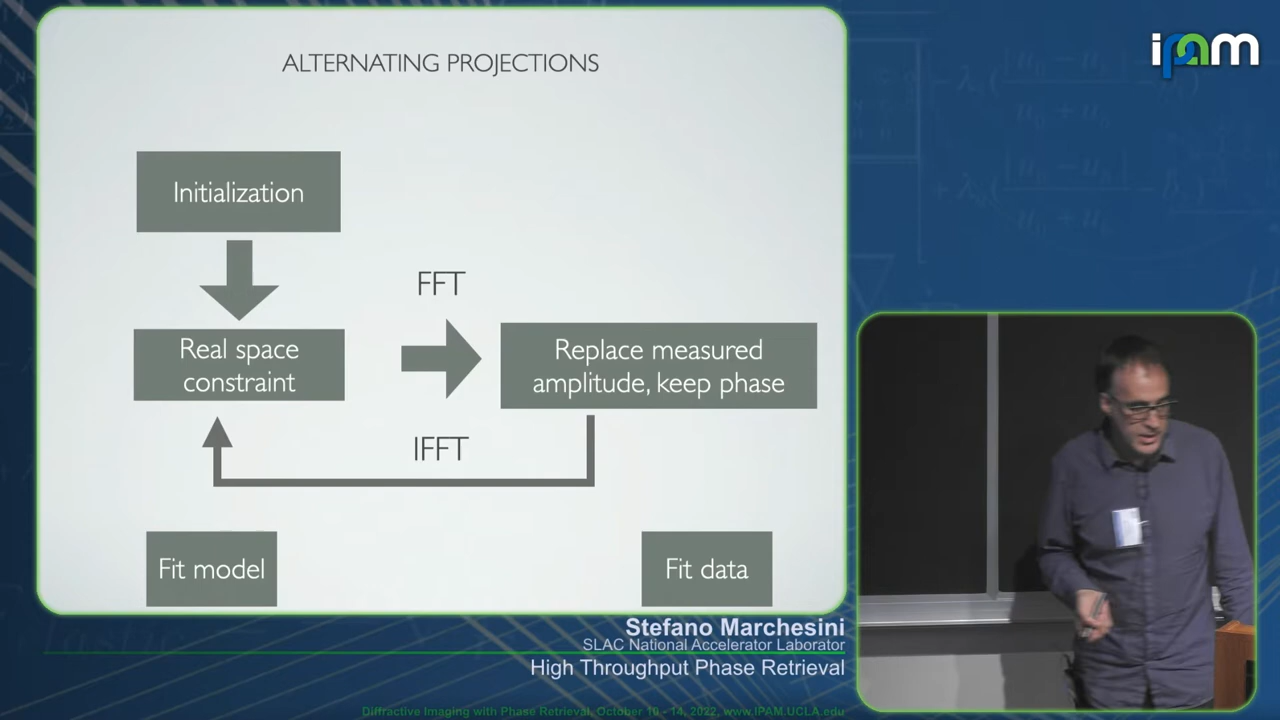 ALTERNATING PROJECTIONS
ipam
Initialization
FFT
Real space
constraint
Replace measured
amplitude, keep phase
IFFT
Fit model
Fit data
Stefano Marchesini
SLAC National Accelerator Laborator
High Throughput Phase Retrieval
Diffractive Imaging with Phase Retrieval, October 10 - 14, 2022, www.IPAM.UCLA.edu